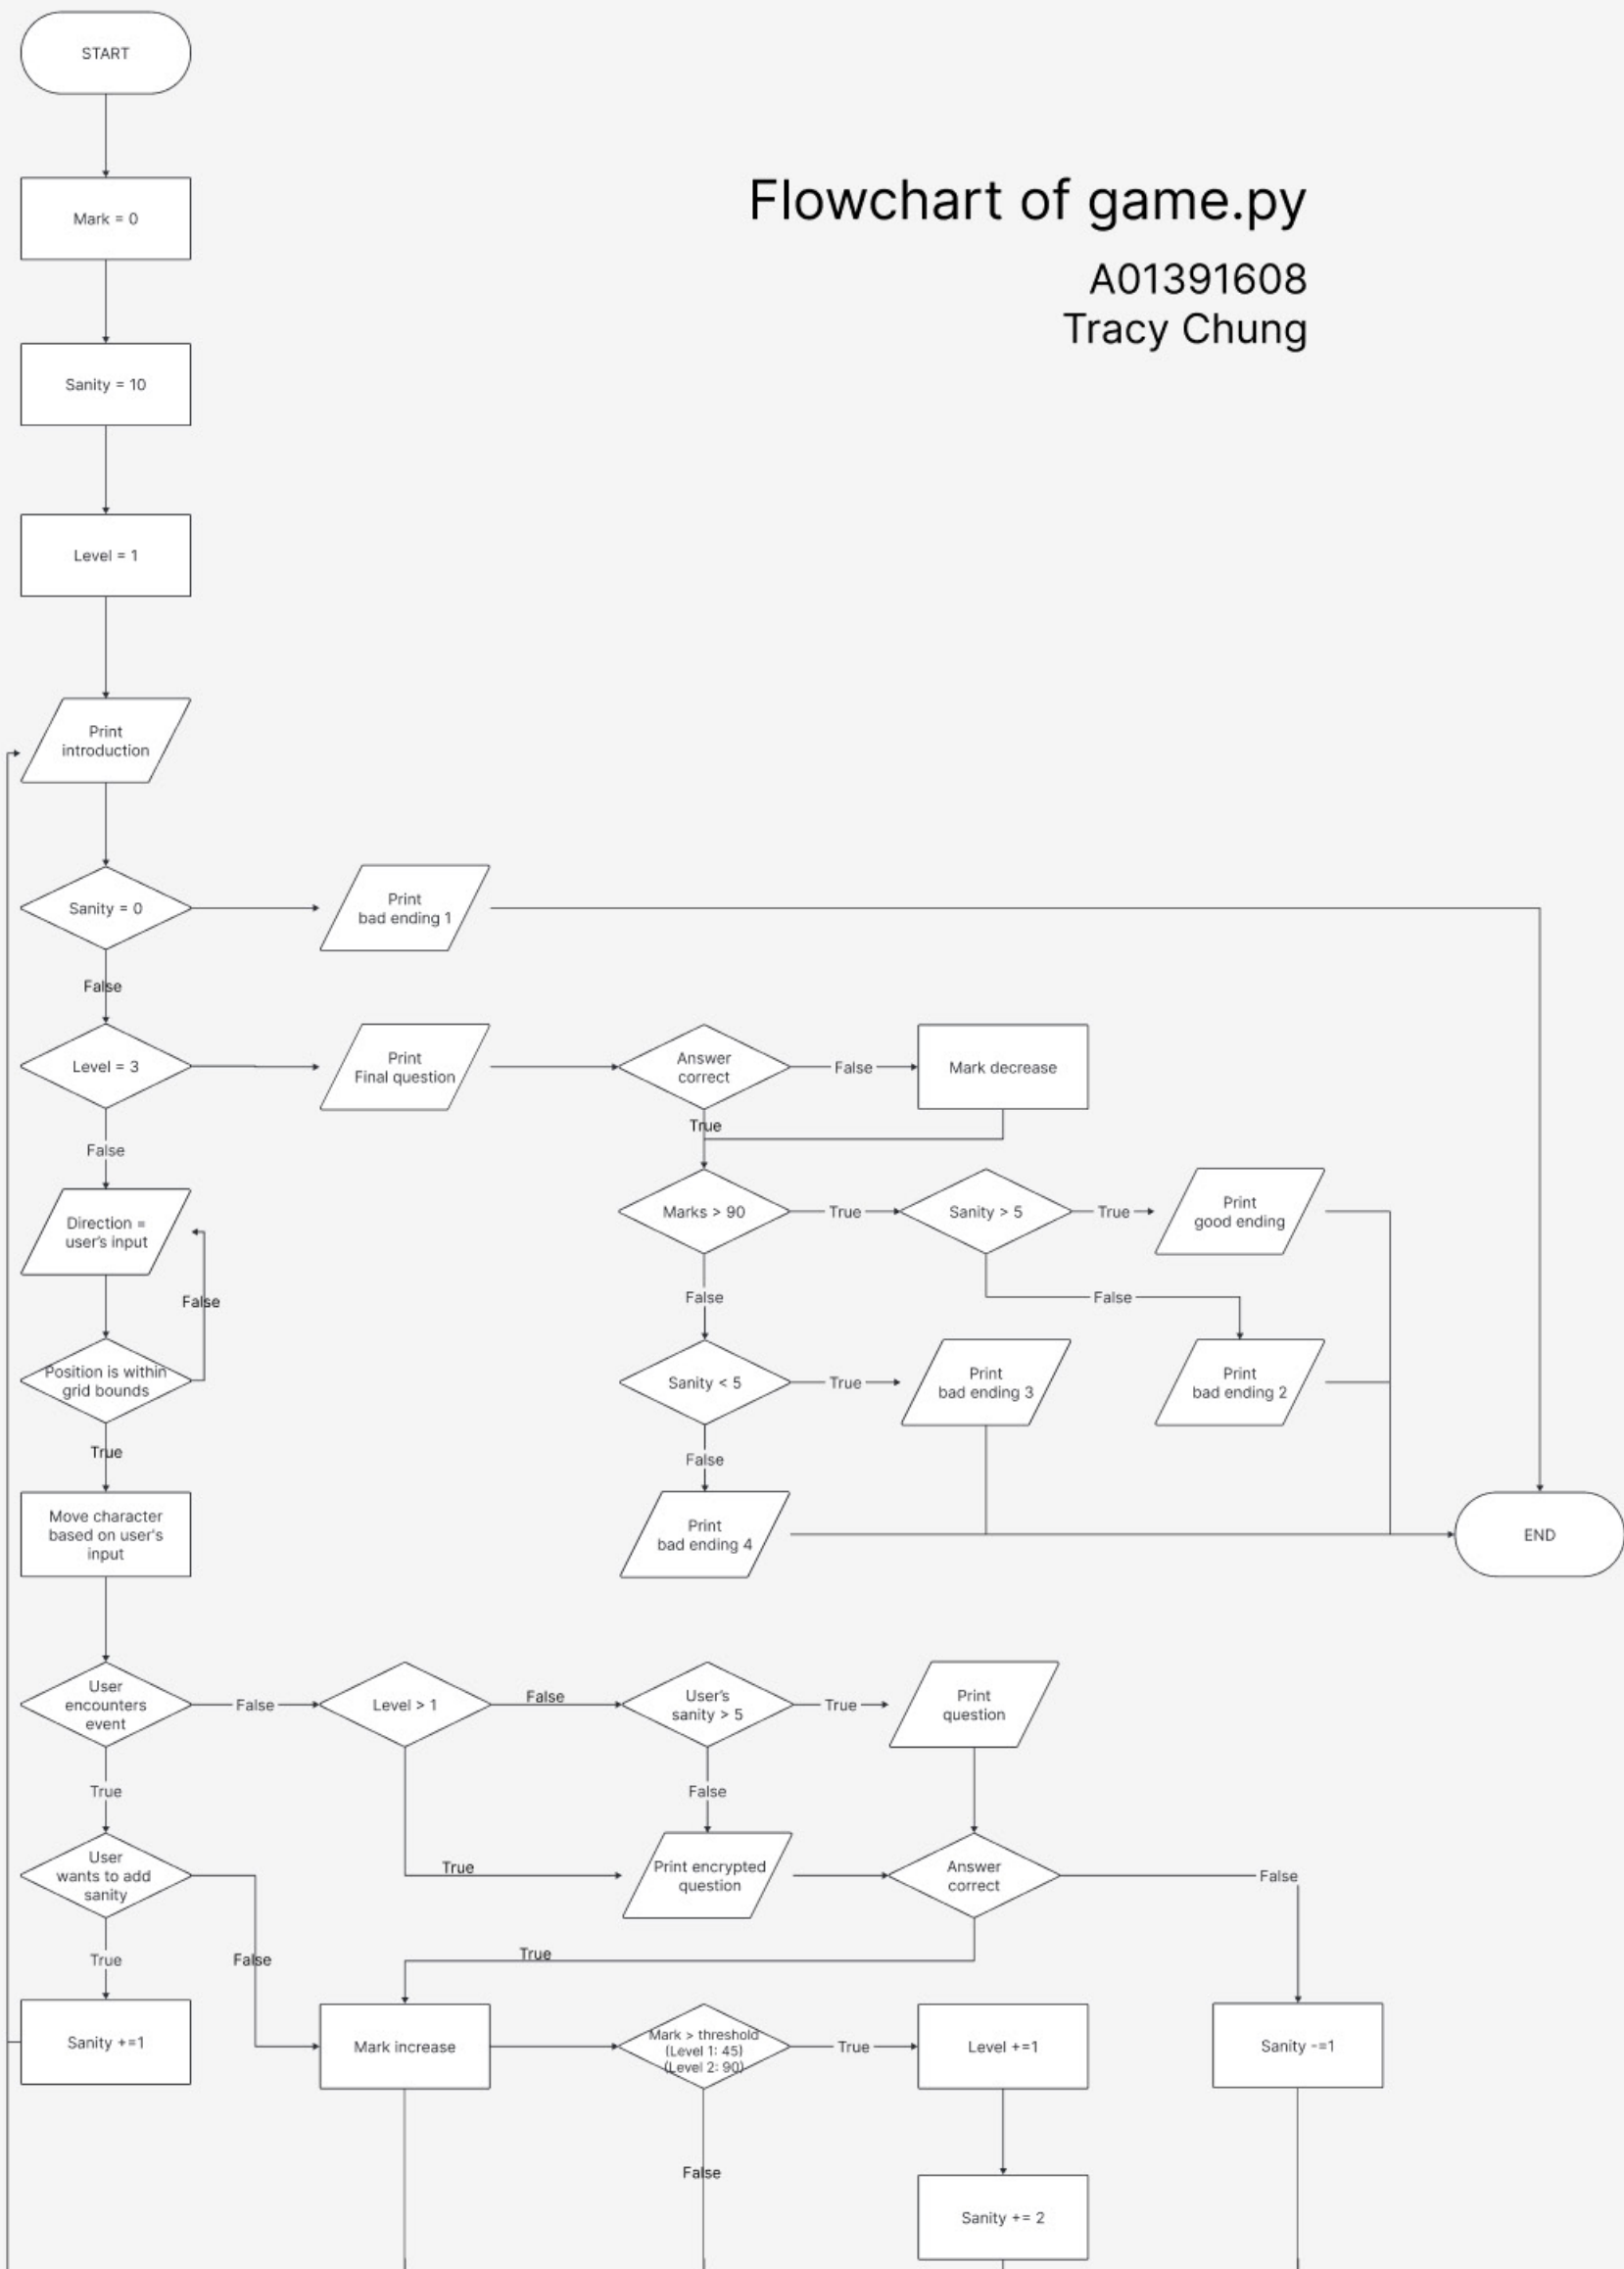 START
Flowchart of game.py
A01391608
Tracy Chung
Mark = 0
Sanity = 10
Level = 1
Print
introduction
Sanity = 0
Print
bad ending 1
False
Level = 3
Print
Final question
Answer
correct
False
Mark decrease
True
False
Direction =
user's input
Marks > 90
True
Sanity > 5
True
Print
good ending
False
False
False
Position is within
grid bounds
Sanity < 5
True
Print
bad ending 3
Print
bad ending 2
True
False
Move character
based on user's
input
Print
bad ending 4
END
User
encounters
event
False
Level > 1
False
User's
sanity > 5
True
Print
question
True
False
User
wants to add
sanity
True
Print encrypted
question
Answer
correct
False
True
False
True
Sanity +=1
Mark increase
Mark > threshold
(Level 1: 45)
(Level 2: 90)
True
Level +=1
Sanity -=1
False
Sanity += 2